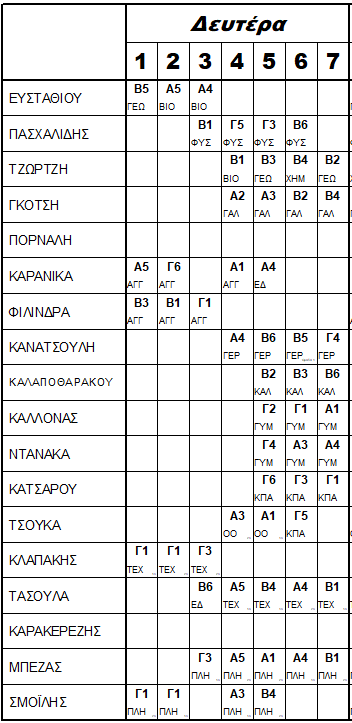 Δευτέρα
1 2 3 4 5 6 7
ΕΥΣΤΑΘΙΟΥ Β5 Α5 Α4
ΓΕΩ ΒΙΟ ΒΙΟ
ΠΑΣΧΑΛΙΔΗΣ Β1 Γ5 Γ3 Β6
ΦΥΣ ΦΥΣ ΦΥΣ ΦΥΣ
ΤΖΩΡΤΖΗ Β1 Β3 Β4 Β2
ΒΙΟ ΓΕΩ ΧΗΜ ΓΕΩ
ΓΚΟΤΣΗ Α2 Α3 Β2 Β4
ΓΑΛ ΓΑΛ ΓΑΛ ΓΑΛ
ΠΟΡΝΑΛΗ
ΚΑΡΑΝΙΚΑ Α5 Γ6 Α1 Α4
ΑΓΓ ΑΓΓ ΑΓΓ ΕΔ
ΦΙΛΙΝΔΡΑ Β3 Β1 Γ1
ΑΓΓ ΑΓΓ ΑΓΓ
ΚΑΝΑΤΣΟΥΛΗ Α4 Β6 Β5 Γ4
ΓΕΡ ΓΕΡ ΓΕΡ ΓΕΡ
ΚΑΛΑΠΟΘΑΡΑΚΟΥ Β2 Β3 Β6
ΚΑΛ ΚΑΛ ΚΑΛ
ΚΑΛΛΟΝΑΣ Γ2 Γ1 Α1
ΓΥΜ ΓΥΜ ΓΥΜ
ΝΤΑΝΑΚΑ Γ4 Α3 Α4
ΓΥΜ ΓΥΜ ΓΥΜ
ΚΑΤΣΑΡΟΥ Γ6 Γ3 Γ1
ΚΠΑ ΚΠΑ ΚΠΑ
ΤΣΟΥΚΑ Α3 Α1 Γ5
ΟΟ ΟΟ ΚΠΑ
ΚΛΑΠΑΚΗΣ Γ1 Γ1 Γ3
ΤΕΧ ΤΕΧ ΤΕΧ
ΤΑΣΟΥΛΑ Β6 Α5 Β4 Α4 Β1
ΕΔ ΤΕΧ ΤΕΧ ΤΕΧ ΤΕΧ
ΚΑΡΑΚΕΡΕΖΗΣ
ΜΠΕΖΑΣ Γ3 Α5 Α1 Α4 Β1
ΠΛΗ ΠΛΗ ΠΛΗ ΠΛΗ ΠΛΗ
ΣΜΟΪΛΗΣ Γ1 Γ1 Α3 Β4
ΠΛΗ ΠΛΗ ΠΛΗ ΠΛΗ